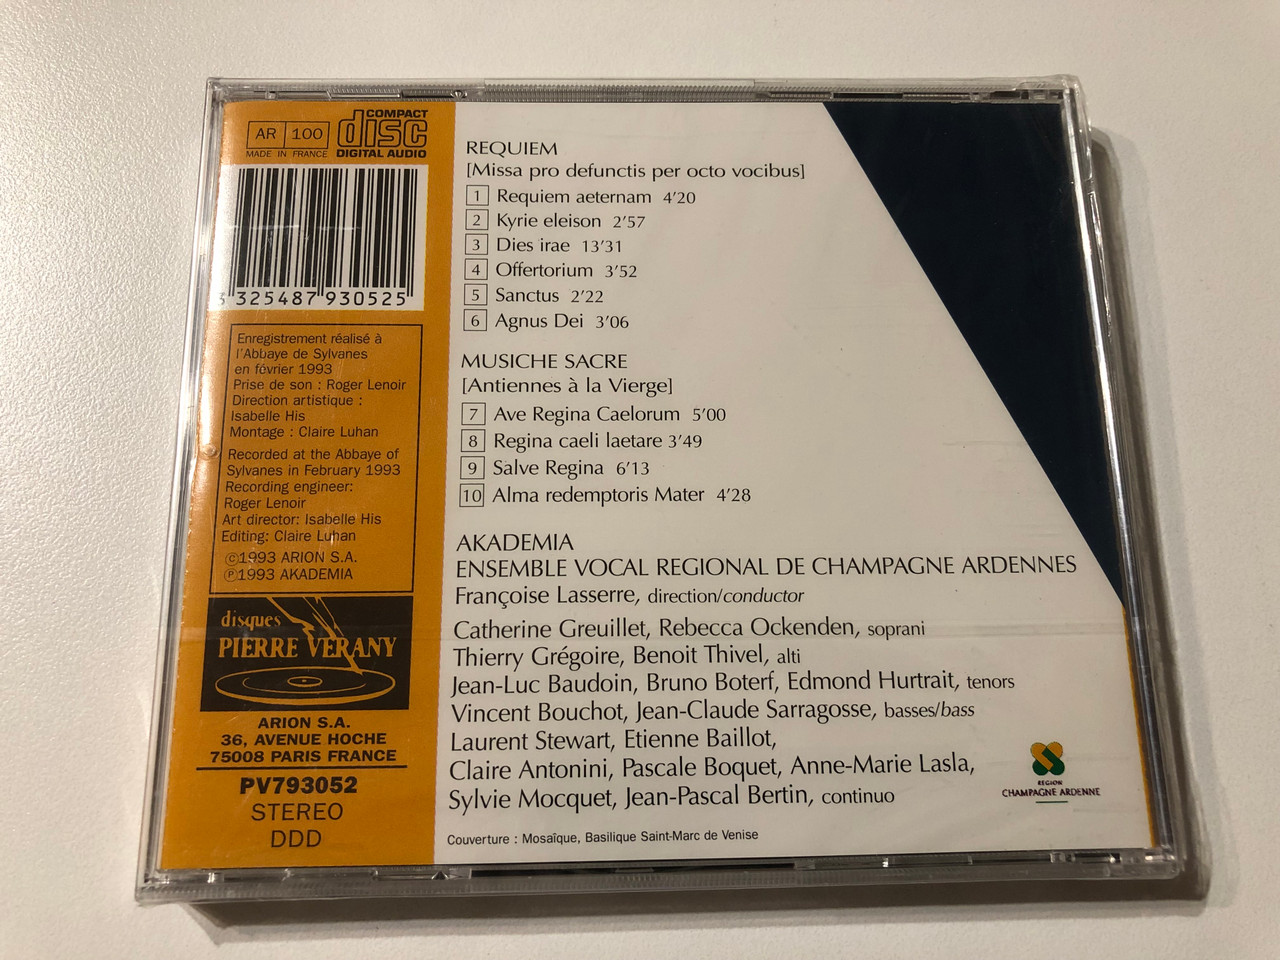 AR 100
MADE IN FRANCE
COMPACT
disc
DIGITAL AUDIO
3 325487 930525
Enregistrement réalisé à
l'Abbaye de Sylvanes
en février 1993
Prise de son : Roger Lenoir
Direction artistique :
Isabelle His
Montage : Claire Luhan
Recorded at the Abbaye of
Sylvanes in February 1993
Recording engineer:
Roger Lenoir
Art director: Isabelle His
Editing: Claire Luhan
©1993 ARION S.A.
℗1993 AKADEMIA
disques
PIERRE VERANY
ARION S.A.
36, AVENUE HOCHE
75008 PARIS FRANCE
PV793052
STEREO
DDD
REQUIEM
[Missa pro defunctis per octo vocibus]
1 Requiem aeternam 4'20
2 Kyrie eleison 2'57
3 Dies irae 13'31
4 Offertorium 3'52
5 Sanctus 2'22
6 Agnus Dei 3'06
MUSICHE SACRE
[Antiennes à la Vierge]
7 Ave Regina Caelorum 5'00
8 Regina caeli laetare 3'49
9 Salve Regina 6'13
10 Alma redemptoris Mater 4'28
AKADEMIA
ENSEMBLE VOCAL REGIONAL DE CHAMPAGNE ARDENNES
Françoise Lasserre, direction/conductor
Catherine Greuillet, Rebecca Ockenden, soprani
Thierry Grégoire, Benoit Thivel, alti
Jean-Luc Baudoin, Bruno Boterf, Edmond Hurtrait, tenors
Vincent Bouchot, Jean-Claude Sarragosse, basses/bass
Laurent Stewart, Etienne Baillot,
Claire Antonini, Pascale Boquet, Anne-Marie Lasla,
Sylvie Mocquet, Jean-Pascal Bertin, continuo
REGION
CHAMPAGNE ARDENNE
Couverture : Mosaïque, Basilique Saint-Marc de Venise